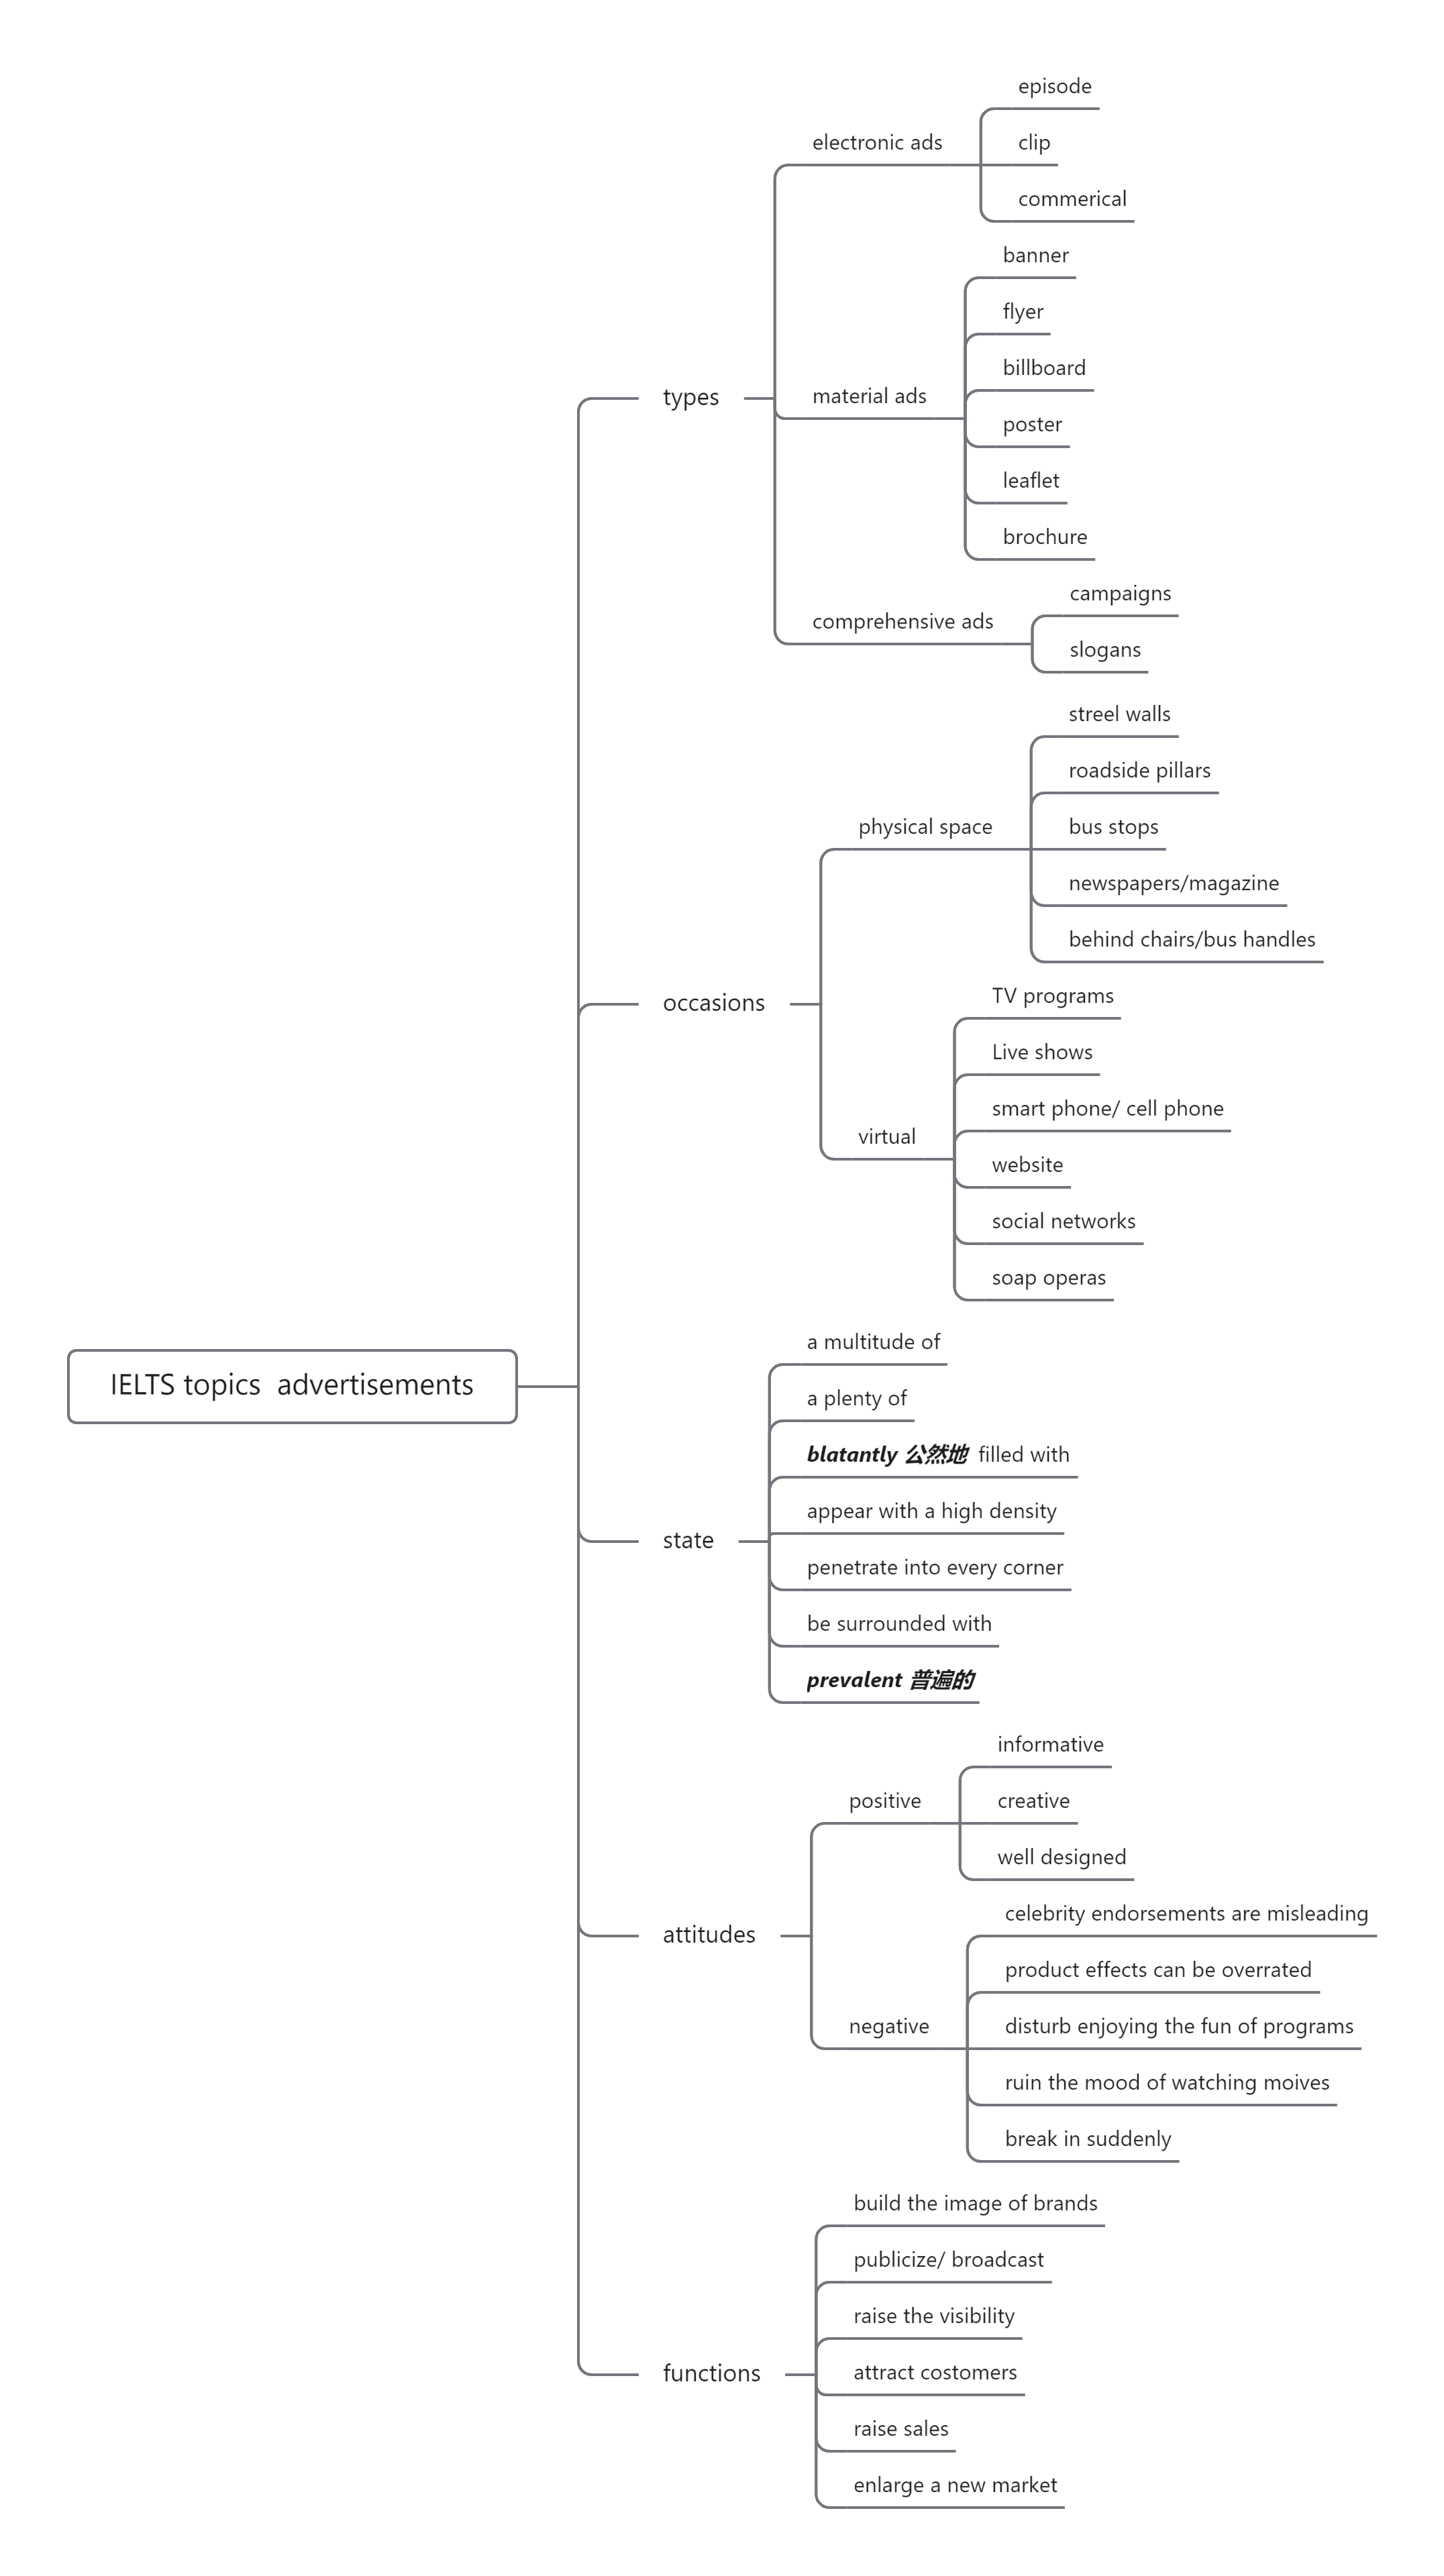 IELTS topics  advertisements
types
electronic ads
episode
clip
commerical
material ads
banner
flyer
billboard
poster
leaflet
brochure
comprehensive ads
campaigns
slogans
occasions
physical space
streel walls
roadside pillars
bus stops
newspapers/magazine
behind chairs/bus handles
virtual
TV programs
Live shows
smart phone/ cell phone
website
social networks
soap operas
state
a multitude of
a plenty of
blatantly 公然地  filled with
appear with a high density
penetrate into every corner
be surrounded with
prevalent 普遍的
attitudes
positive
informative
creative
well designed
negative
celebrity endorsements are misleading
product effects can be overrated
disturb enjoying the fun of programs
ruin the mood of watching moives
break in suddenly
functions
build the image of brands
publicize/ broadcast
raise the visibility
attract costomers
raise sales
enlarge a new market